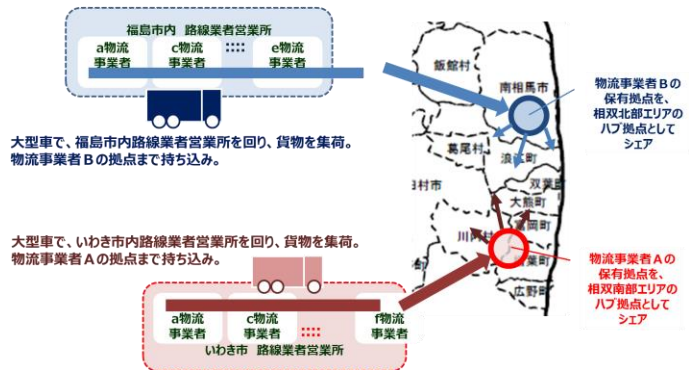 福島市内 路線業者営業所
a物流
事業者
c物流
事業者
::::
e物流
事業者
大型車で、福島市内路線業者営業所を回り、貨物を集荷。
物流事業者Bの拠点まで持ち込み。
飯館村
南相馬市
葛尾村
浪江町
双葉町
田村市
大熊町
富岡町
川内村
楢葉町
広野町
物流事業者Bの
保有拠点を、
相双北部エリアの
ハブ拠点として
シェア
大型車で、いわき市内路線業者営業所を回り、貨物を集荷。
物流事業者Aの拠点まで持ち込み。
a物流
事業者
c物流
事業者
::::
f物流
事業者
いわき市 路線業者営業所
物流事業者Aの
保有拠点を、
相双南部エリアの
ハブ拠点として
シェア